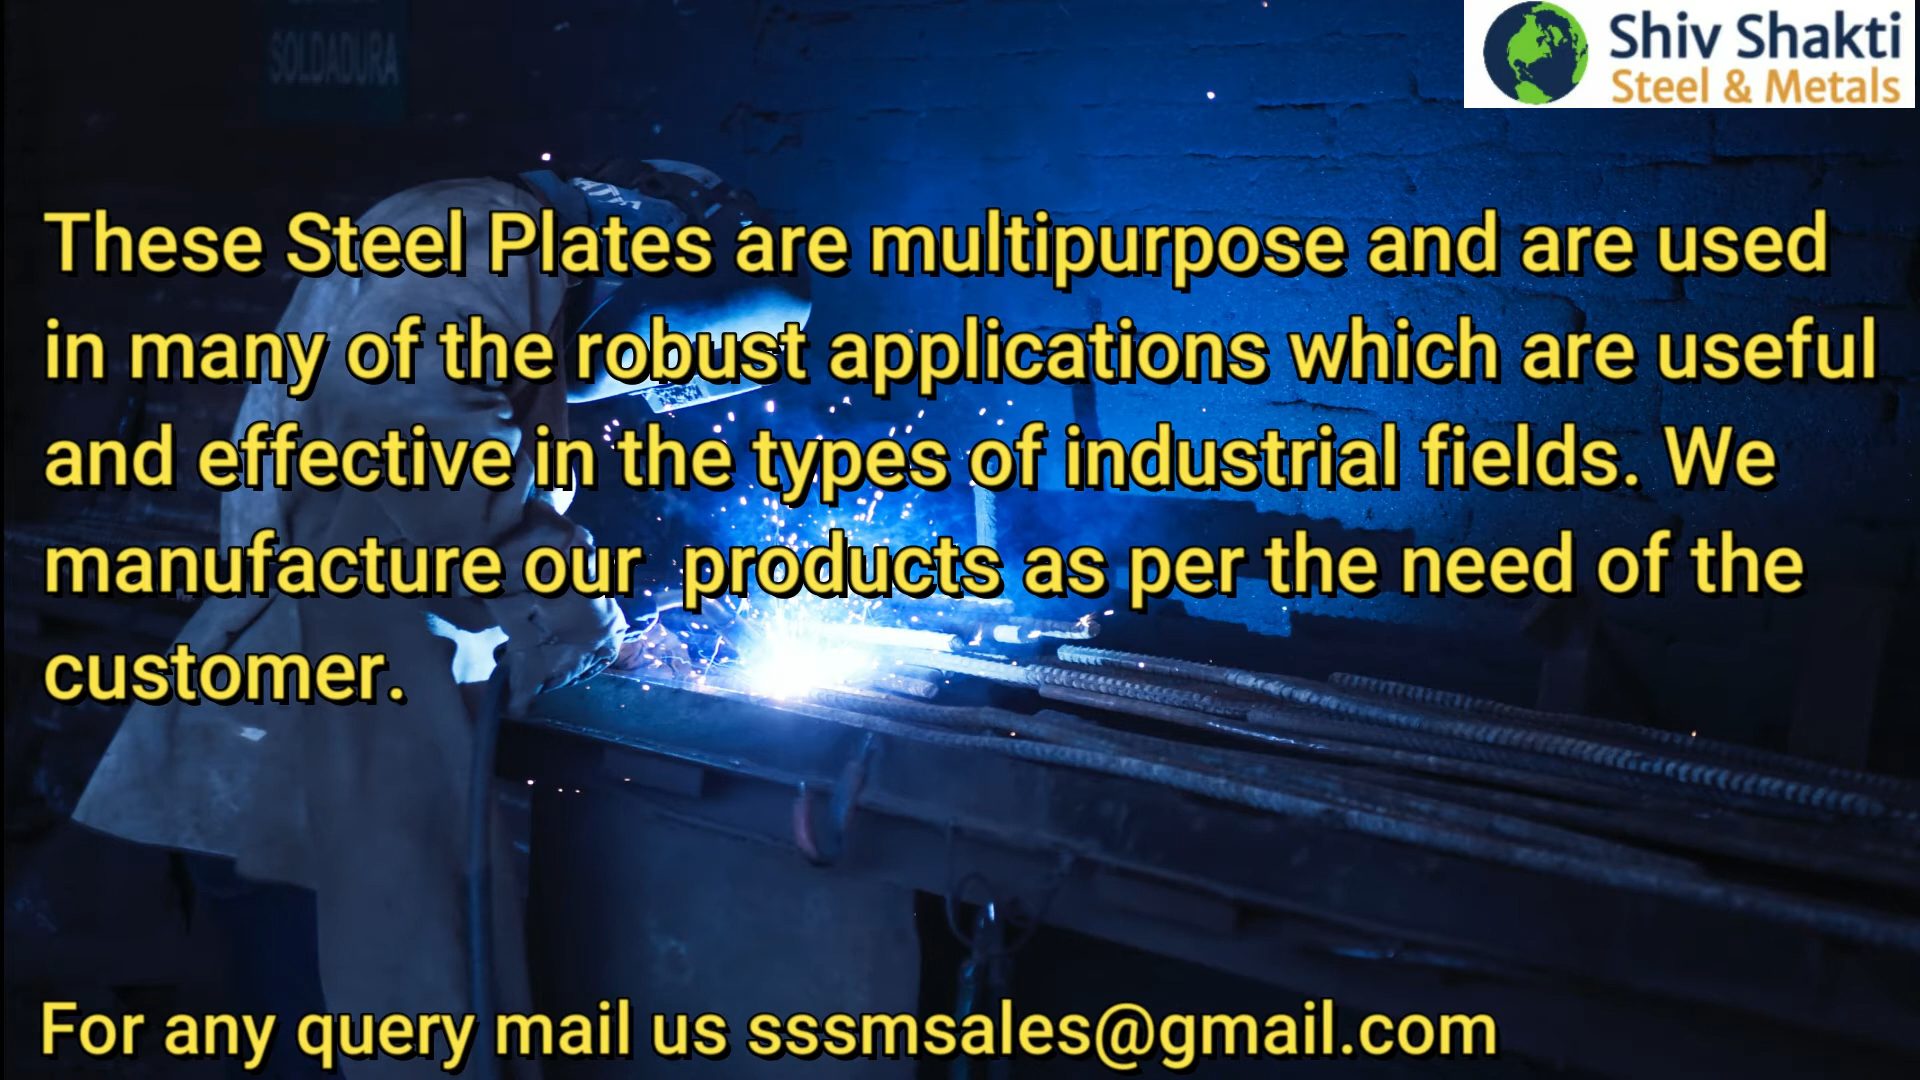 SOLDADURA
Shiv Shakti
Steel & Metals
These Steel Plates are multipurpose and are used
in many of the robust applications which are useful
and effective in the types of industrial fields. We
manufacture our  products as per the need of the
customer.
For any query mail us sssmsales@gmail.com